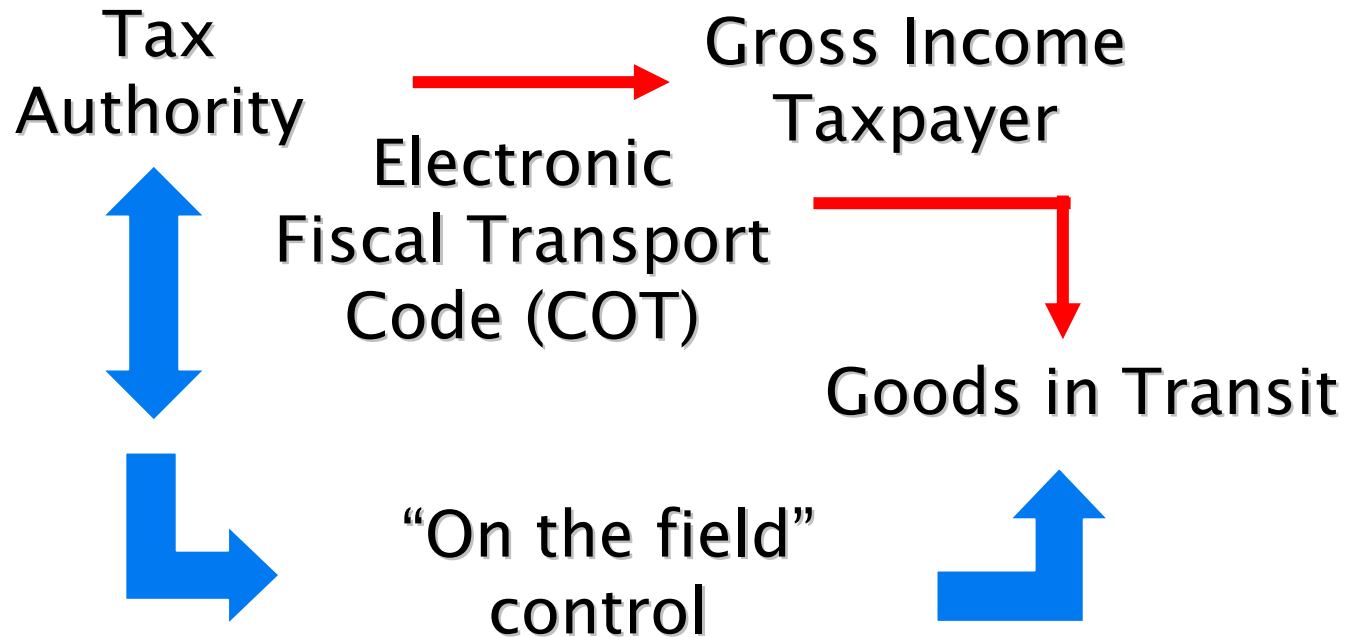 Tax
Authority
Gross Income
Taxpayer
Electronic
Fiscal Transport
Code (COT)
Goods in Transit
“On the field”
control